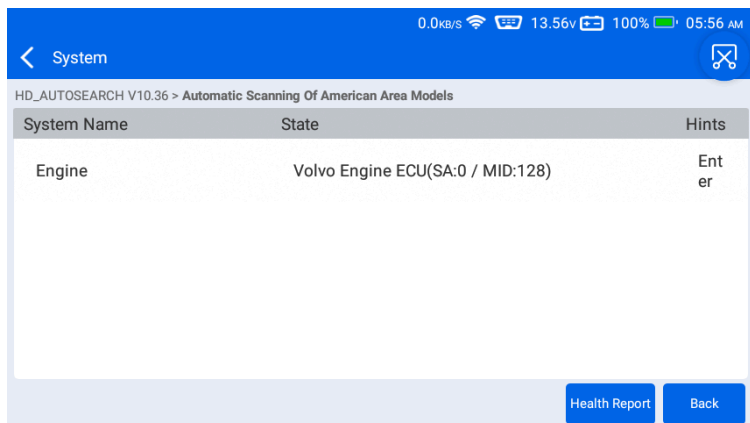 0.0KB/S 13.56V 100% 05:56 AM
System
HD_AUTOSEARCH V10.36 > Automatic Scanning Of American Area Models
System Name State Hints
Engine Volvo Engine ECU(SA:0 / MID:128) Ent
er
Health Report Back